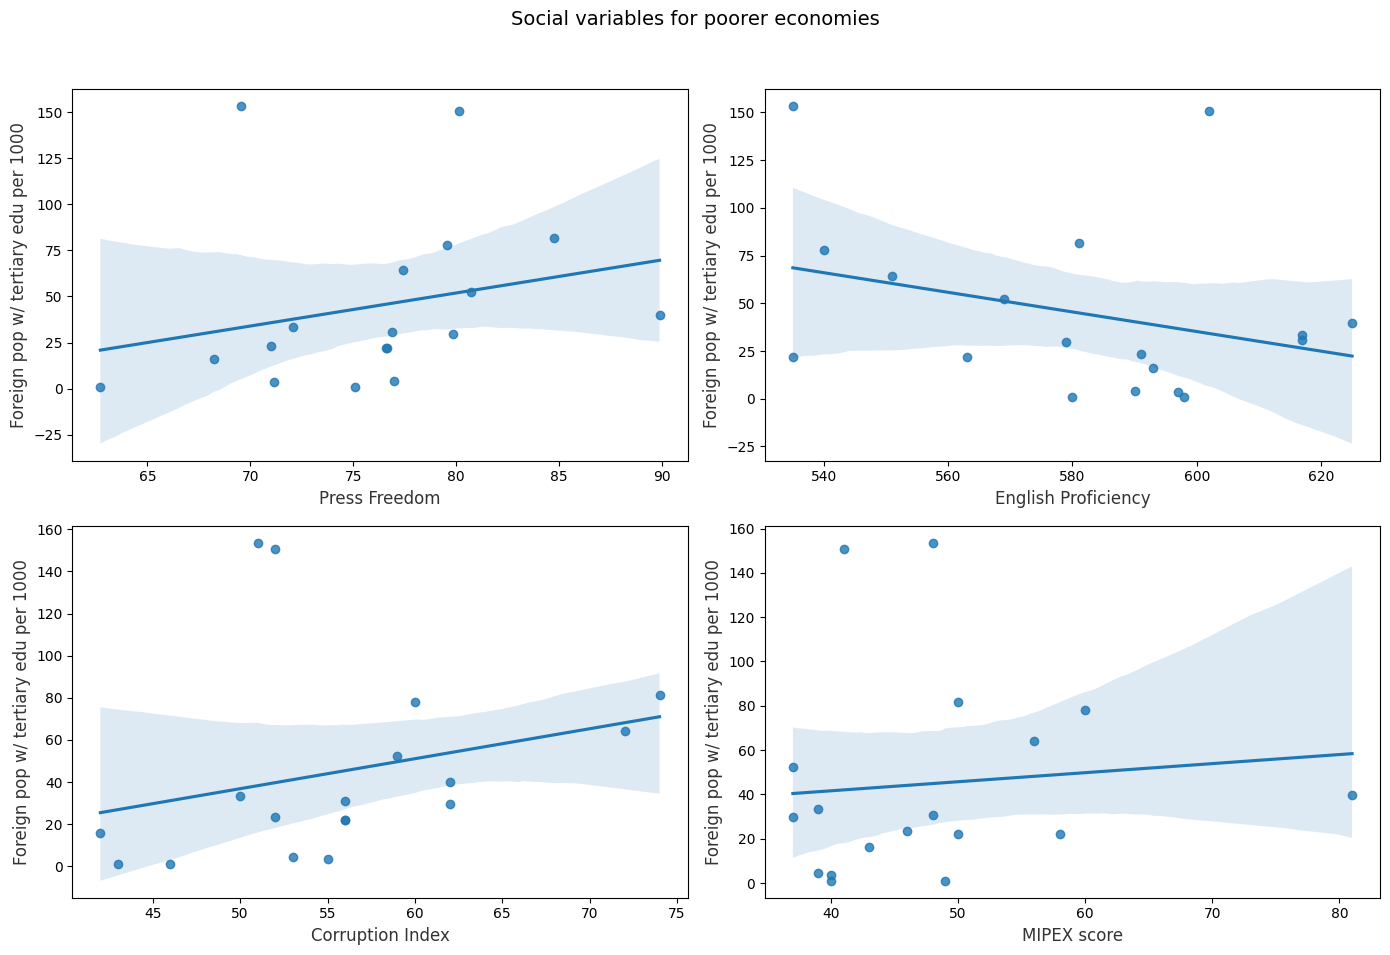 Social variables for poorer economies
Foreign pop w/ tertiary edu per 1000
150
125
100
75
50
25
0
−25
65 70 75 80 85 90
Press Freedom
Foreign pop w/ tertiary edu per 1000
150
125
100
75
50
25
0
−25
540 560 580 600 620
English Proficiency
Foreign pop w/ tertiary edu per 1000
160
140
120
100
80
60
40
20
0
45 50 55 60 65 70 75
Corruption Index
Foreign pop w/ tertiary edu per 1000
160
140
120
100
80
60
40
20
0
40 50 60 70 80
MIPEX score